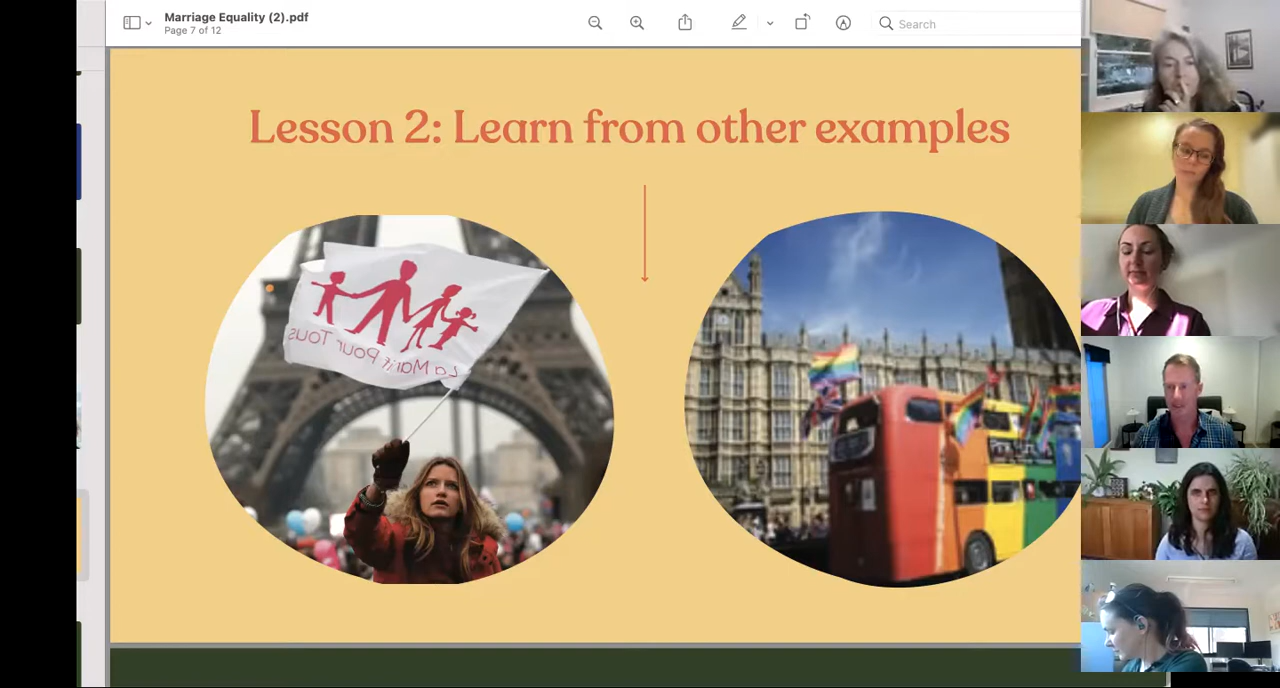 Marriage Equality (2).pdf
Page 7 of 12
Search
Lesson 2: Learn from other examples
La Manif Pour Tous